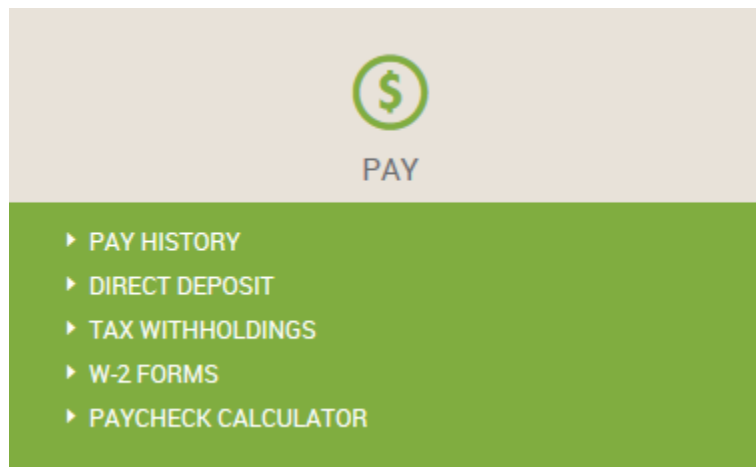 $
PAY
PAY HISTORY
DIRECT DEPOSIT
TAX WITHHOLDINGS
W-2 FORMS
PAYCHECK CALCULATOR